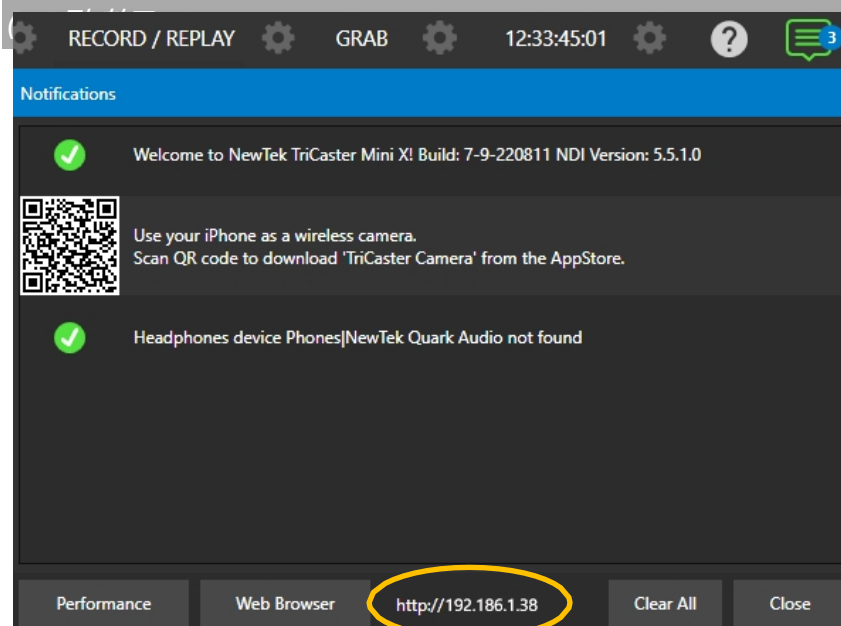 RECORD / REPLAY GRAB 12:33:45:01 ? 3
Notifications
Welcome to NewTek TriCaster Mini X! Build: 7-9-220811 NDI Version: 5.5.1.0
Use your iPhone as a wireless camera.
Scan QR code to download 'TriCaster Camera' from the AppStore.
Headphones device Phones|NewTek Quark Audio not found
Performance Web Browser http://192.186.1.38 Clear All Close